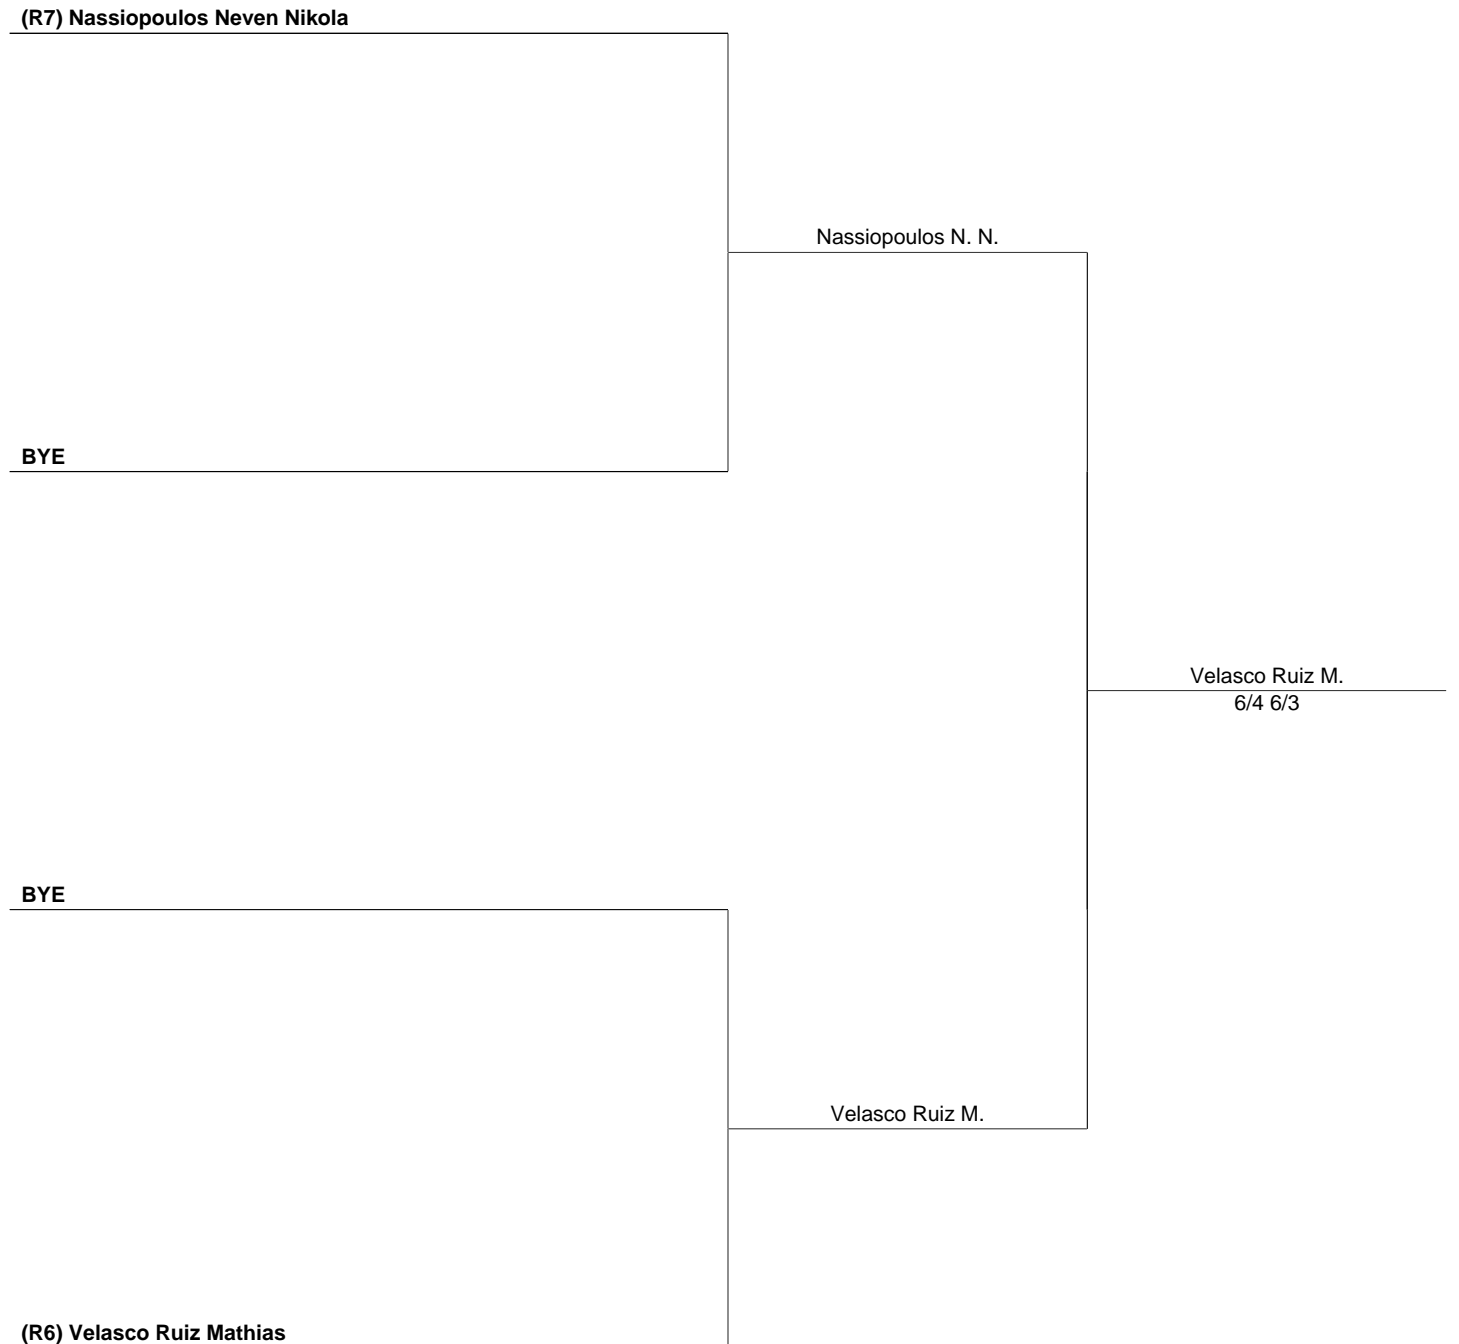 (R7) Nassiopoulos Neven Nikola
Nassiopoulos N. N.
BYE
Velasco Ruiz M.
6/4 6/3
BYE
Velasco Ruiz M.
(R6) Velasco Ruiz Mathias